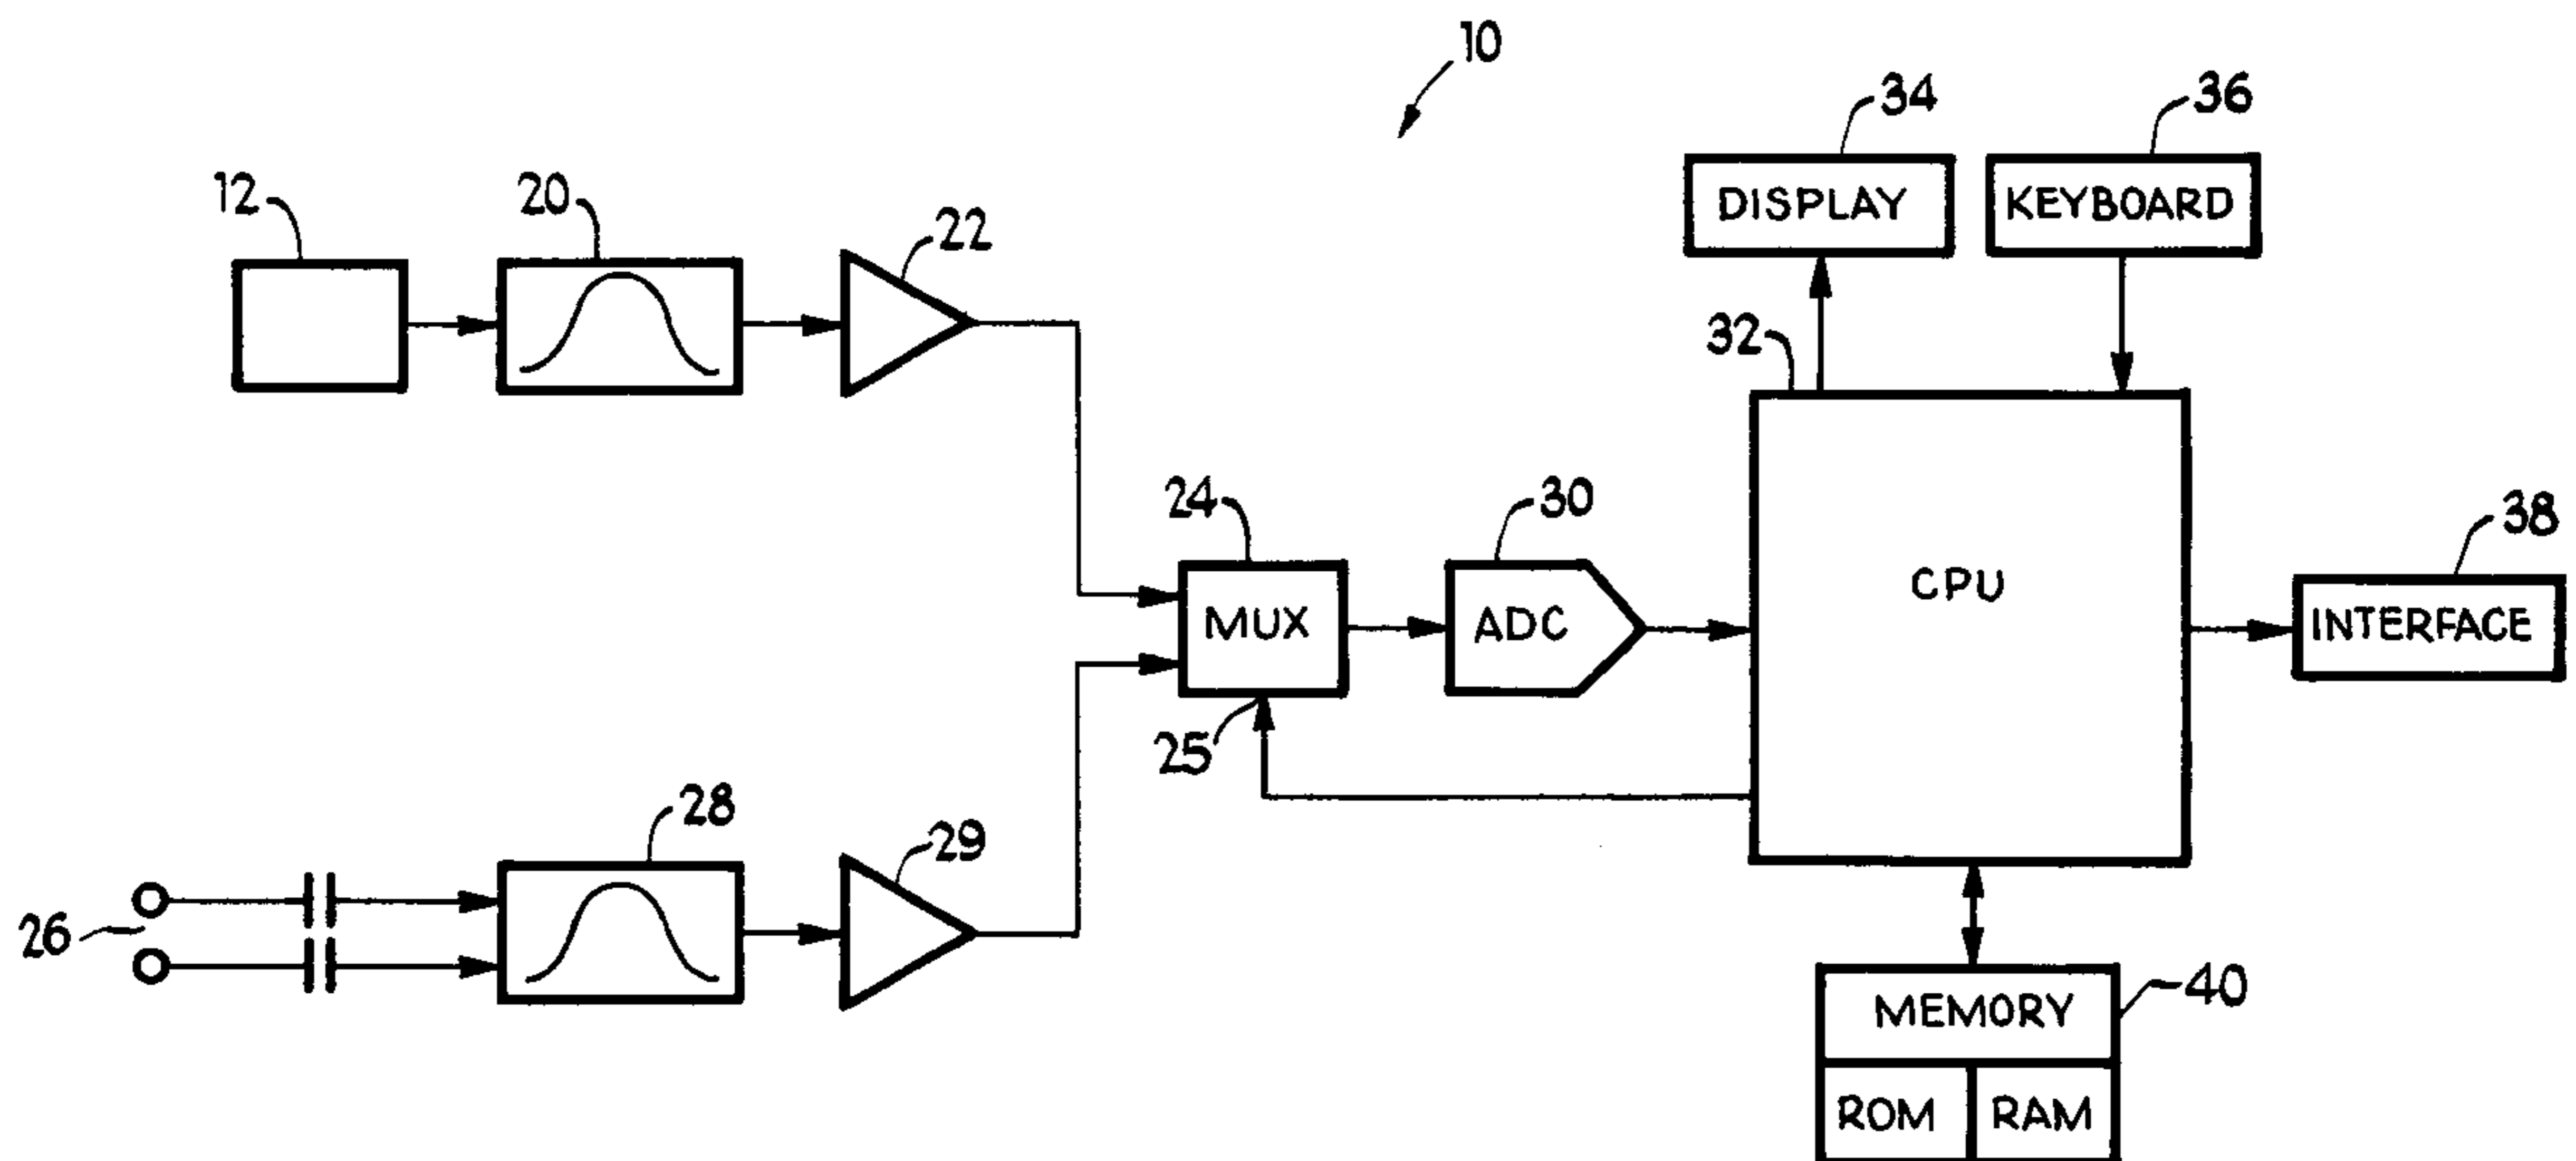 10
34
36
12
20
22
DISPLAY
KEYBOARD
32
24
30
38
MUX
ADC
CPU
INTERFACE
25
28
29
26
40
MEMORY
ROM
RAM